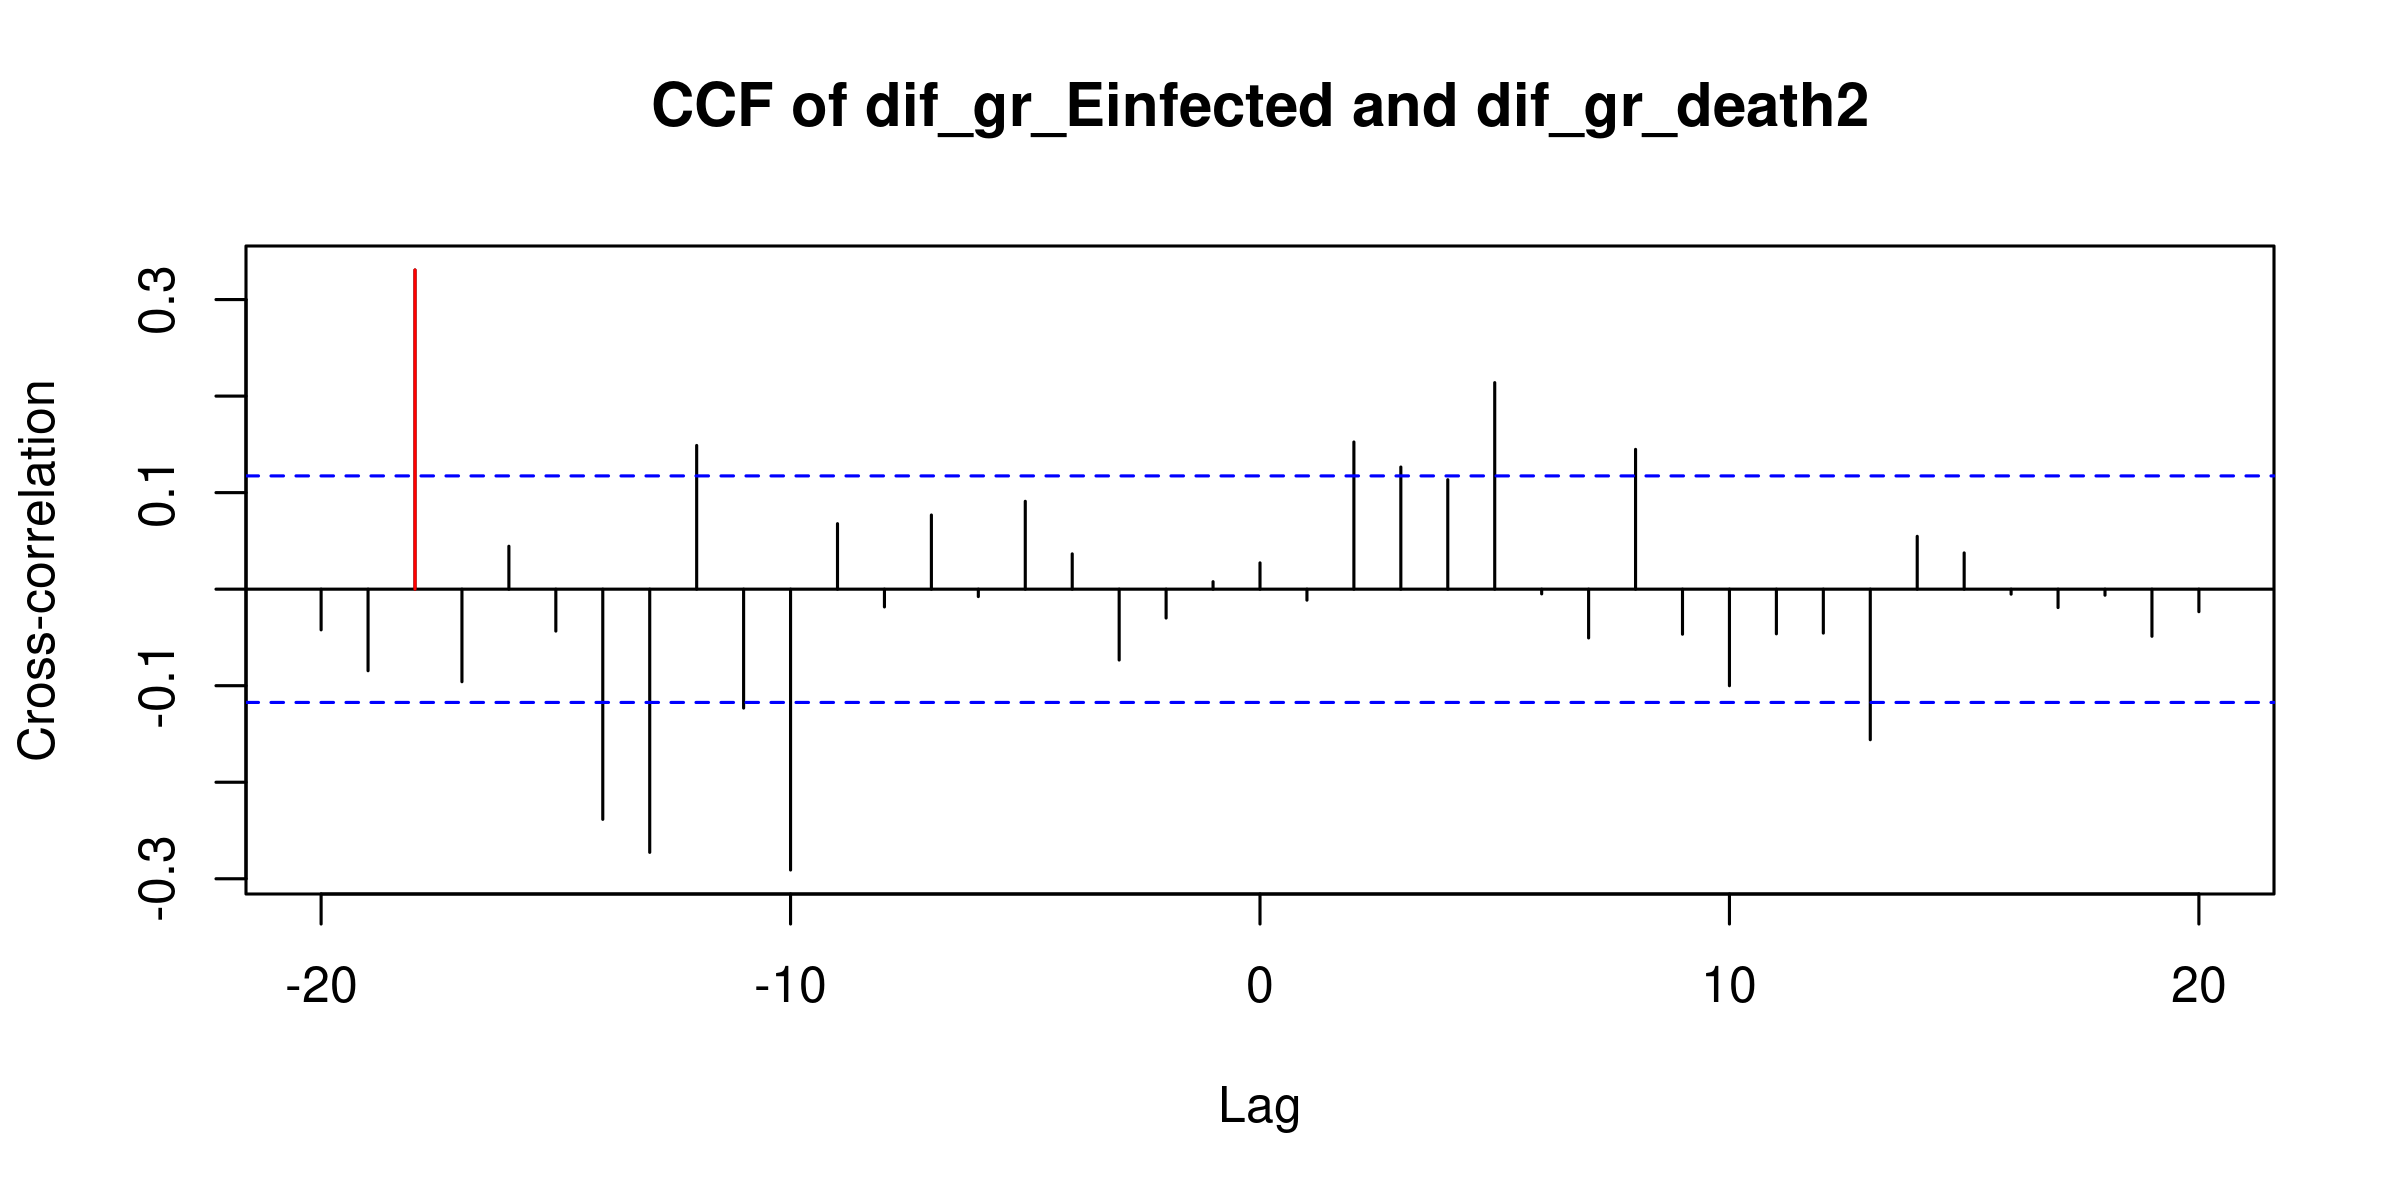 CCF of dif_gr_Einfected and dif_gr_death2
Cross-correlation
0.3
0.1
-0.1
-0.3
-20 -10 0 10 20
Lag